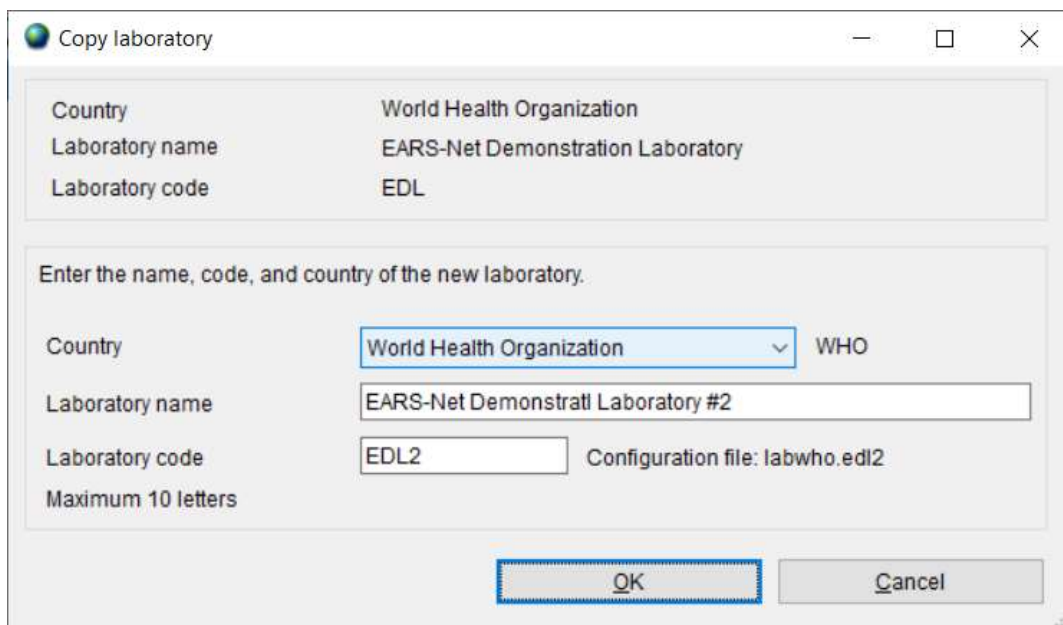 Copy laboratory
Country World Health Organization
Laboratory name EARS-Net Demonstration Laboratory
Laboratory code EDL
Enter the name, code, and country of the new laboratory.
Country World Health Organization WHO
Laboratory name EARS-Net Demonstratl Laboratory #2
Laboratory code EDL2 Configuration file: labwho.edl2
Maximum 10 letters
OK Cancel